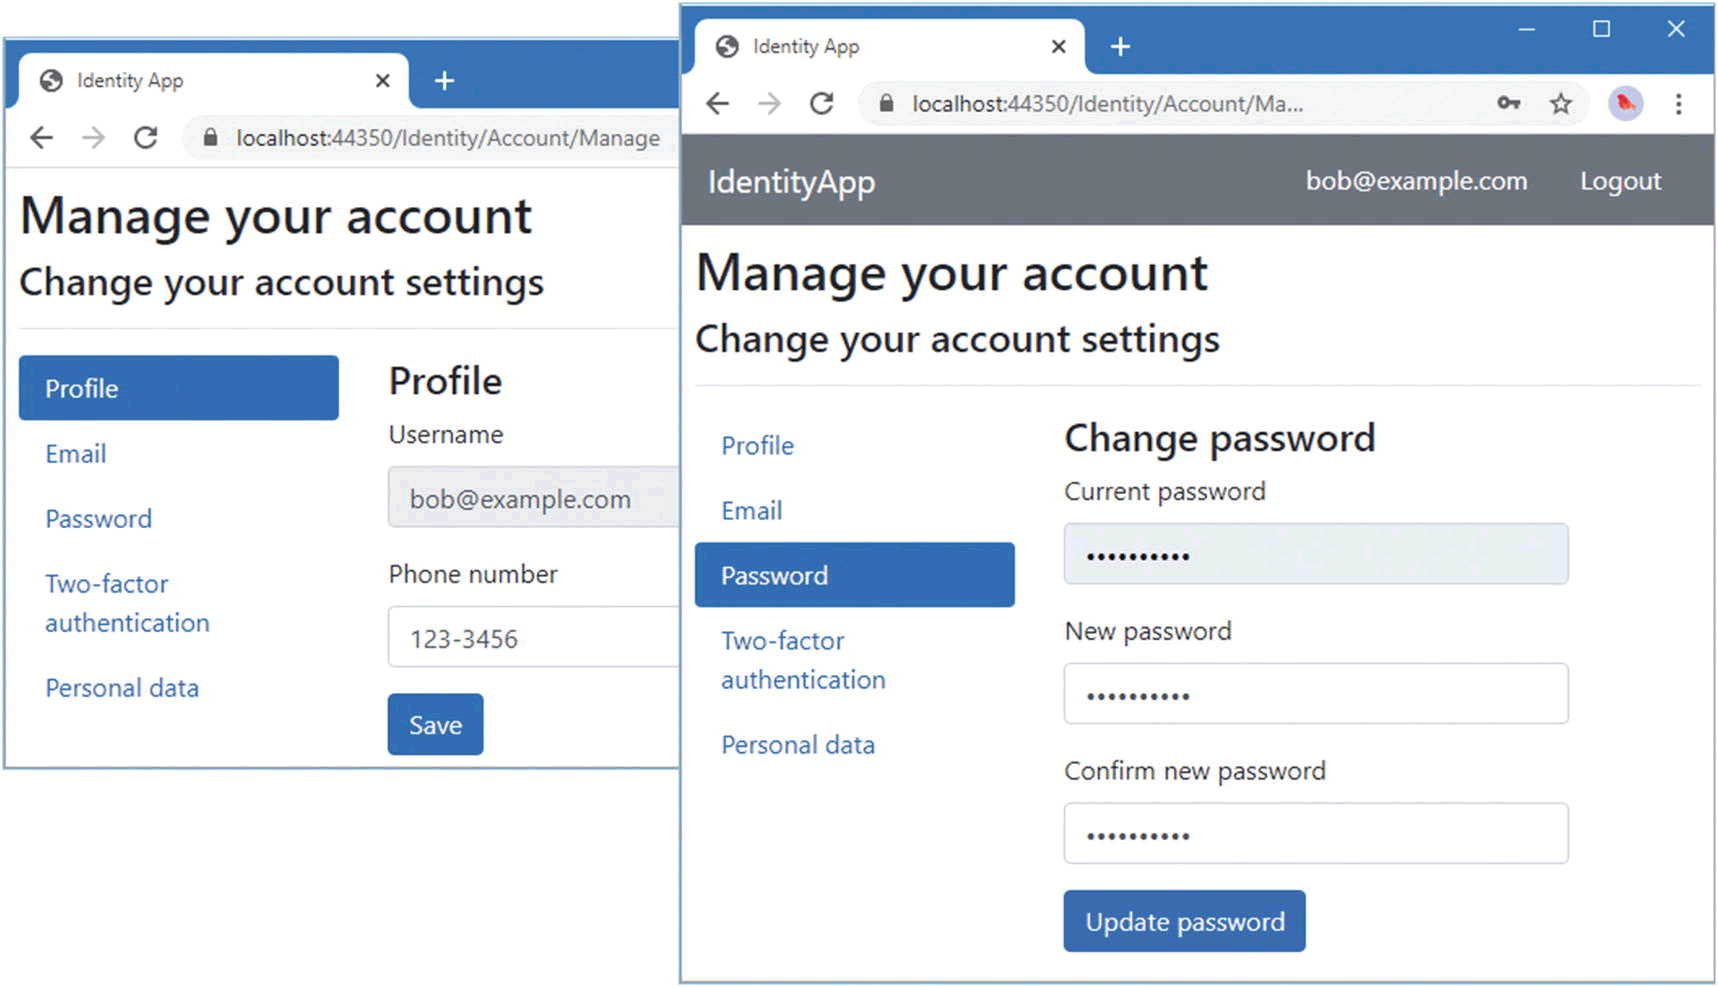 Identity App
localhost:44350/Identity/Account/Manage
Manage your account
Change your account settings
Profile
Email
Password
Two-factor
authentication
Personal data
Profile
Username
bob@example.com
Phone number
123-3456
Save
Identity App
localhost:44350/Identity/Account/Ma...
IdentityApp
bob@example.com
Logout
Manage your account
Change your account settings
Profile
Email
Password
Two-factor
authentication
Personal data
Change password
Current password
••••••••••
New password
••••••••••
Confirm new password
••••••••••
Update password